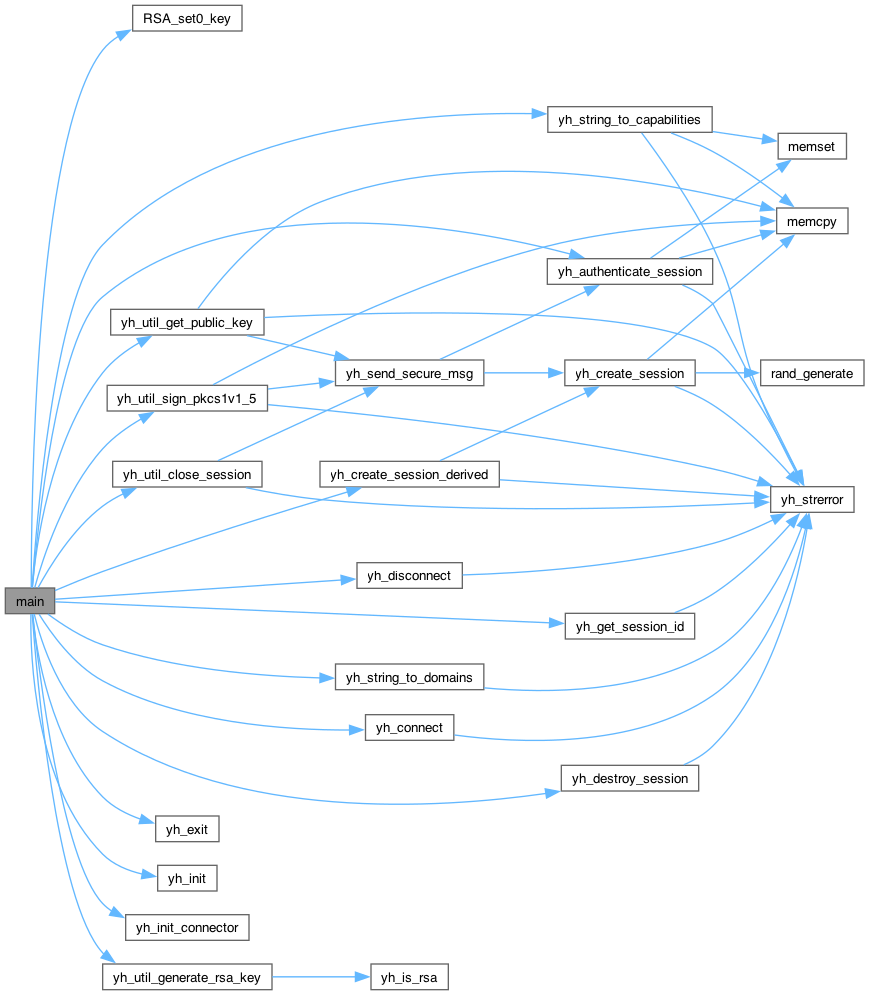 RSA_set0_key
yh_string_to_capabilities
memset
memcpy
yh_authenticate_session
yh_util_get_public_key
yh_send_secure_msg
yh_create_session
rand_generate
yh_util_sign_pkcs1v1_5
yh_util_close_session
yh_create_session_derived
yh_strerror
yh_disconnect
main
yh_get_session_id
yh_string_to_domains
yh_connect
yh_destroy_session
yh_exit
yh_init
yh_init_connector
yh_util_generate_rsa_key
yh_is_rsa